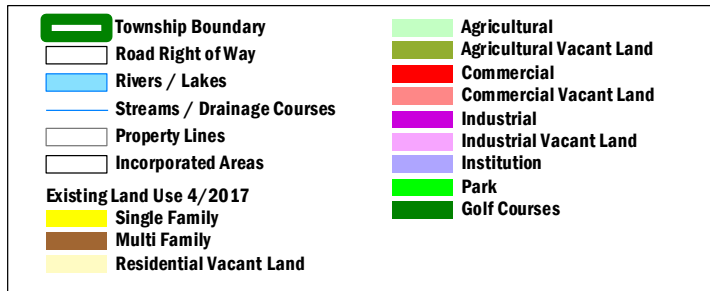 Township Boundary
Road Right of Way
Rivers / Lakes
Streams / Drainage Courses
Property Lines
Incorporated Areas
Existing Land Use 4/2017
Single Family
Multi Family
Residential Vacant Land
Agricultural
Agricultural Vacant Land
Commercial
Commercial Vacant Land
Industrial
Industrial Vacant Land
Institution
Park
Golf Courses